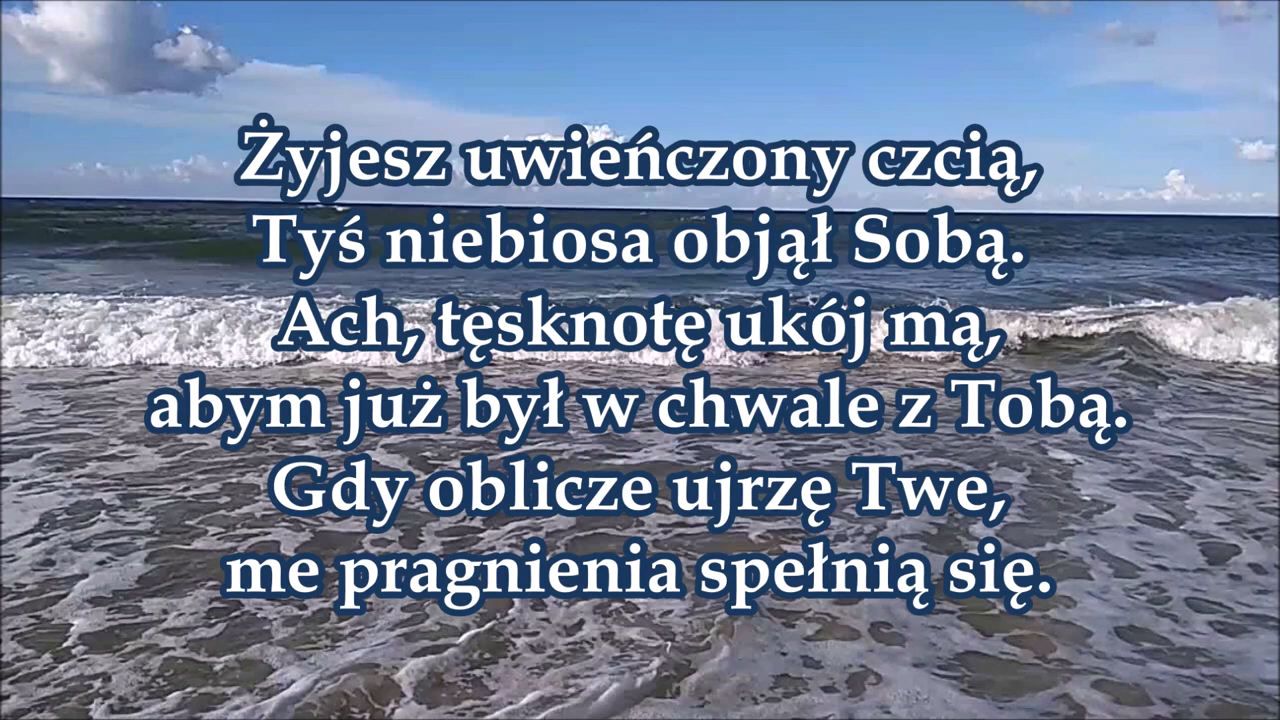 Żyjesz uwieńczony czcią,
Tyś niebiosa objął Sobą.
Ach, tęsknotę ukój mą,
abym już był w chwale z Tobą.
Gdy oblicze ujrzę Twe,
me pragnienia spełnią się.